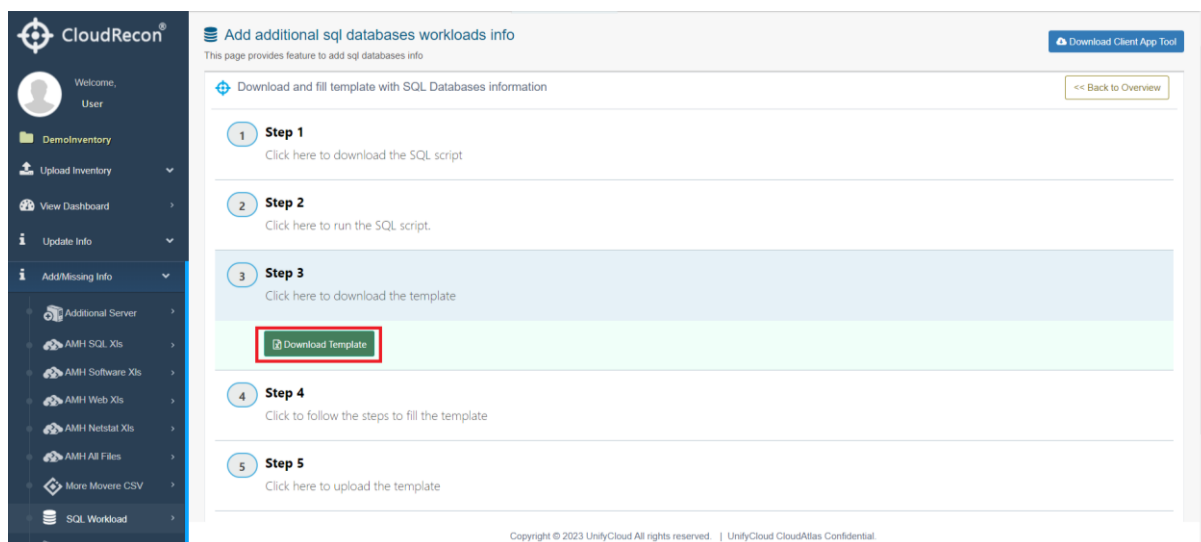 CloudRecon®
Welcome,
User
DemoInventory
Upload Inventory
View Dashboard
Update Info
Add/Missing Info
Additional Server
AMH SQL Xls
AMH Software Xls
AMH Web Xls
AMH Netstat Xls
AMH All Files
More Movere CSV
SQL Workload
Add additional sql databases workloads info
This page provides feature to add sql databases info
Download Client App Tool
Download and fill template with SQL Databases information
<< Back to Overview
1 Step 1
Click here to download the SQL script
2 Step 2
Click here to run the SQL script.
3 Step 3
Click here to download the template
Download Template
4 Step 4
Click to follow the steps to fill the template
5 Step 5
Click here to upload the template
Copyright © 2023 UnifyCloud All rights reserved. | UnifyCloud CloudAtlas Confidential.